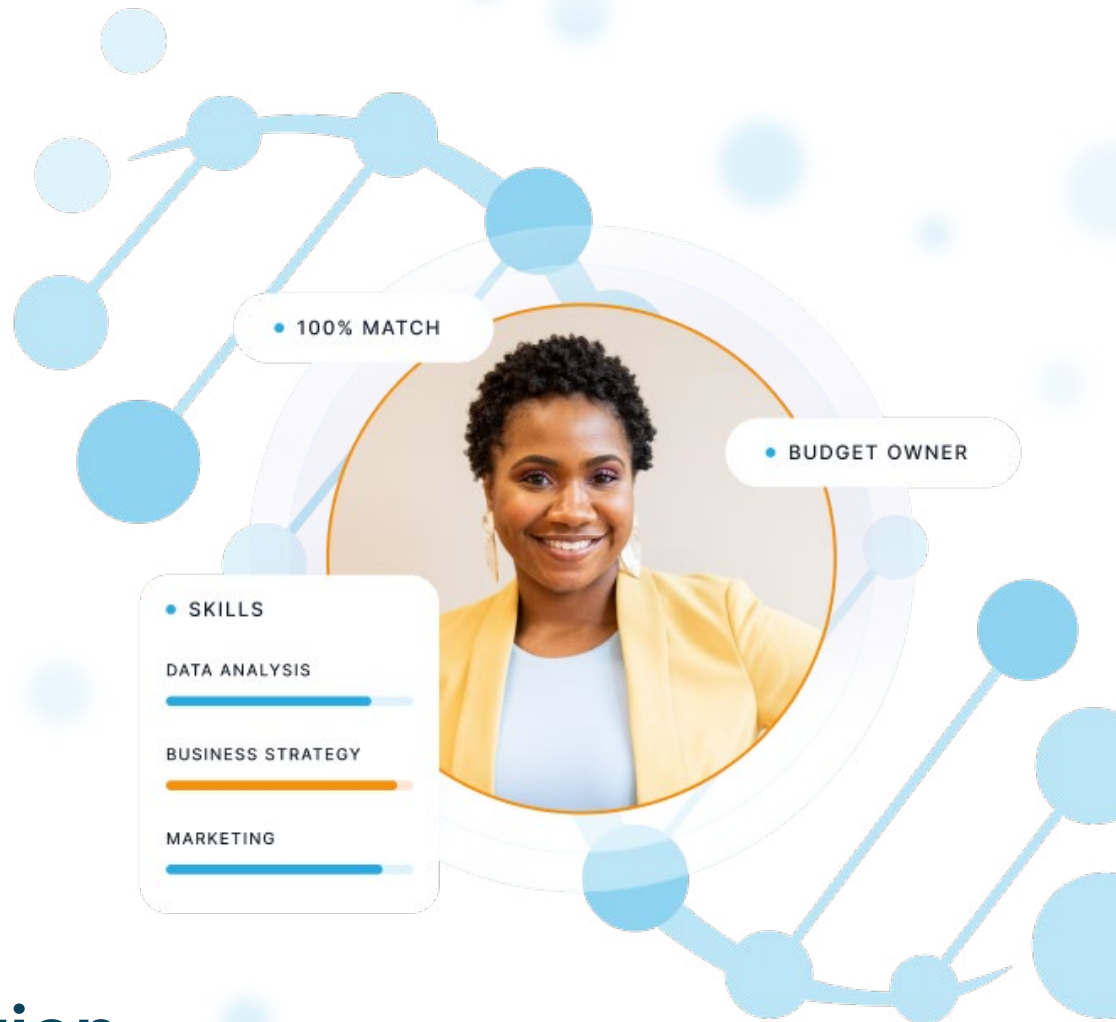 100% MATCH
BUDGET OWNER
SKILLS
DATA ANALYSIS
BUSINESS STRATEGY
MARKETING